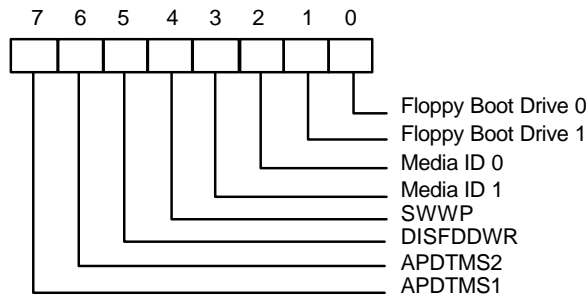 7 6 5 4 3 2 1 0
Floppy Boot Drive 0
Floppy Boot Drive 1
Media ID 0
Media ID 1
SWWP
DISFDDWR
APDTMS2
APDTMS1